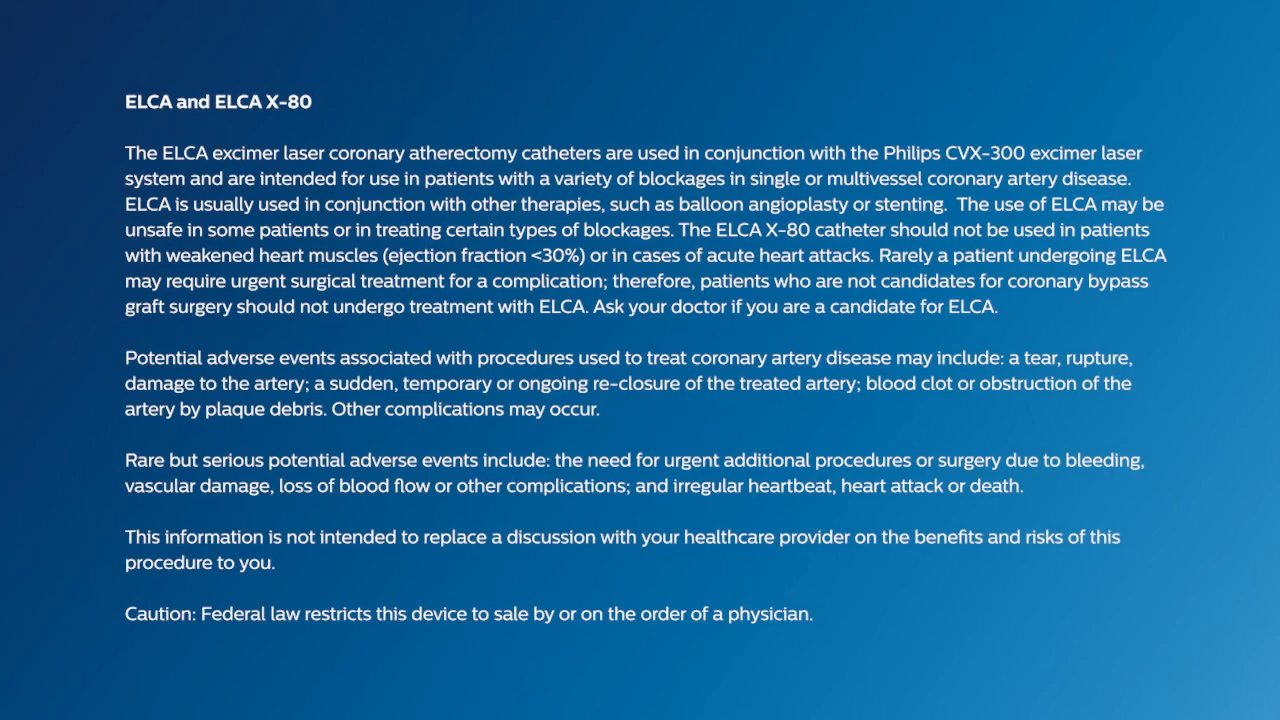 ELCA and ELCA X-80
The ELCA excimer laser coronary atherectomy catheters are used in conjunction with the Philips CVX-300 excimer laser
system and are intended for use in patients with a variety of blockages in single or multivessel coronary artery disease.
ELCA is usually used in conjunction with other therapies, such as balloon angioplasty or stenting.  The use of ELCA may be
unsafe in some patients or in treating certain types of blockages. The ELCA X-80 catheter should not be used in patients
with weakened heart muscles (ejection fraction <30%) or in cases of acute heart attacks. Rarely a patient undergoing ELCA
may require urgent surgical treatment for a complication; therefore, patients who are not candidates for coronary bypass
graft surgery should not undergo treatment with ELCA. Ask your doctor if you are a candidate for ELCA.
Potential adverse events associated with procedures used to treat coronary artery disease may include: a tear, rupture,
damage to the artery; a sudden, temporary or ongoing re-closure of the treated artery; blood clot or obstruction of the
artery by plaque debris. Other complications may occur.
Rare but serious potential adverse events include: the need for urgent additional procedures or surgery due to bleeding,
vascular damage, loss of blood flow or other complications; and irregular heartbeat, heart attack or death.
This information is not intended to replace a discussion with your healthcare provider on the benefits and risks of this
procedure to you.
Caution: Federal law restricts this device to sale by or on the order of a physician.